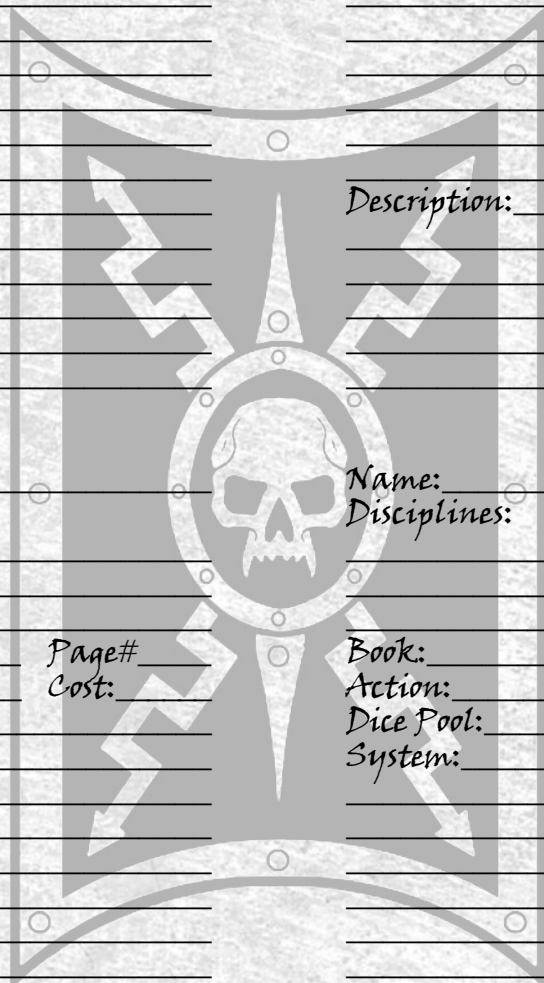 Description:
Name:
Disciplines:
Page#
Book:
Cost:
Action:
Dice Pool:
System: